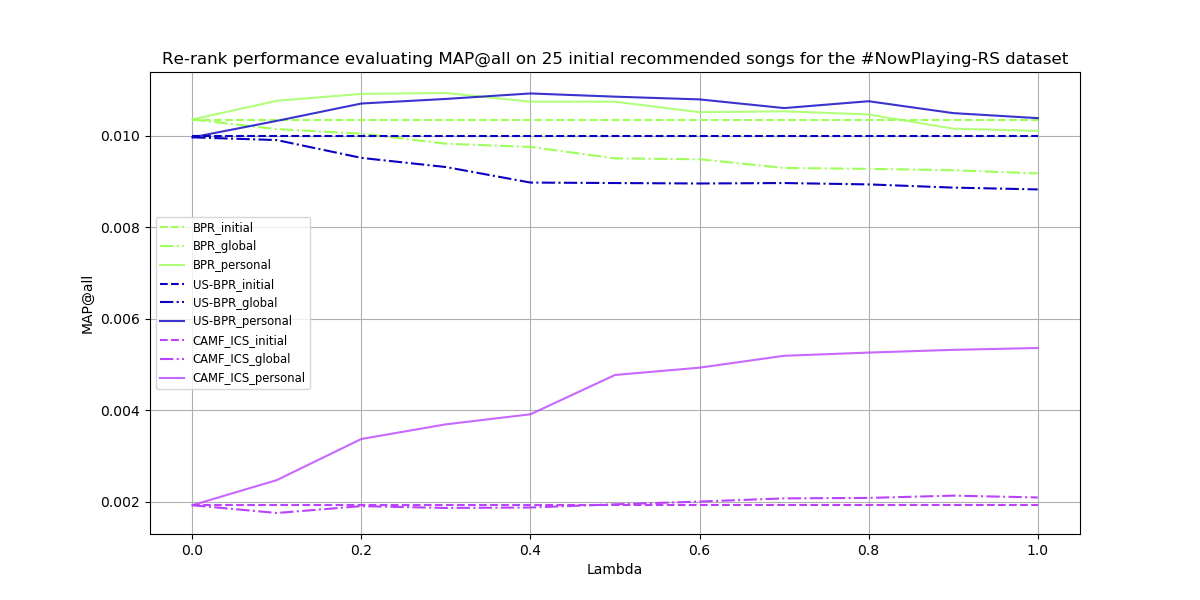 Re-rank performance evaluating MAP@all on 25 initial recommended songs for the #NowPlaying-RS dataset
MAP@all
0.010
0.008
0.006
0.004
0.002
BPR_initial
BPR_global
BPR_personal
US-BPR_initial
US-BPR_global
US-BPR_personal
CAMF_ICS_initial
CAMF_ICS_global
CAMF_ICS_personal
0.0 0.2 0.4 0.6 0.8 1.0
Lambda